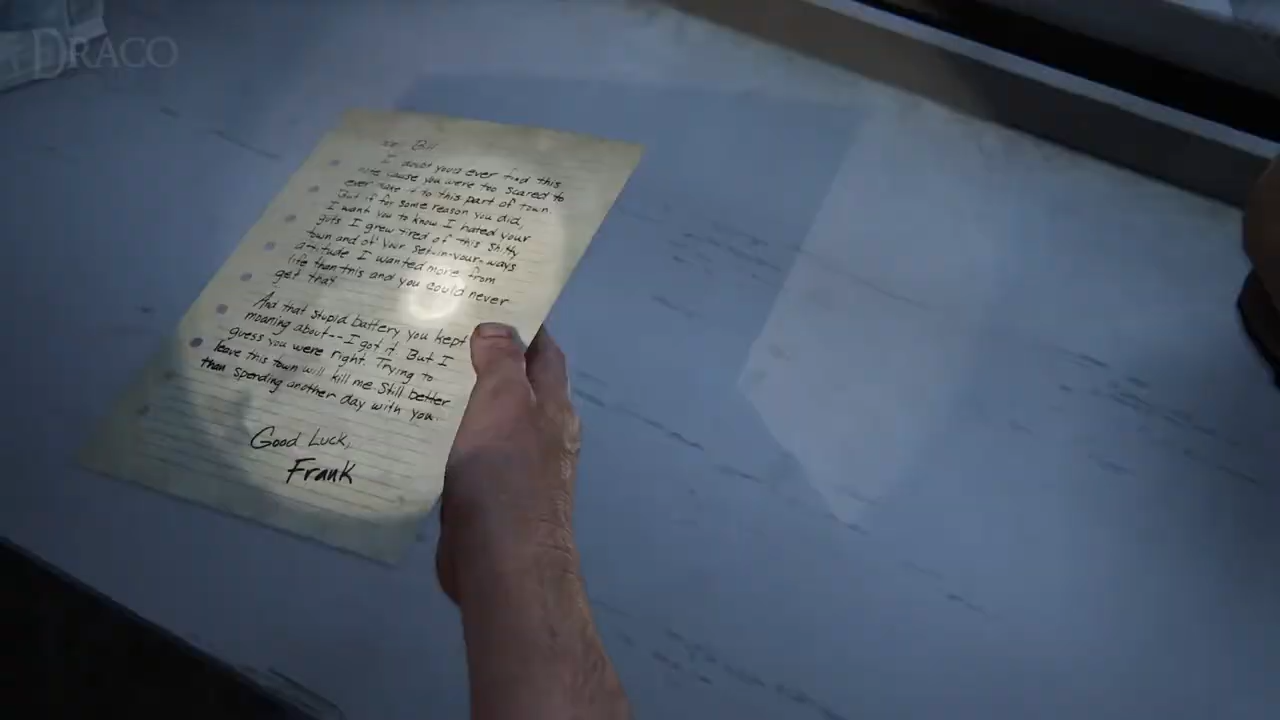 DRACO
Bill
I doubt you'd ever find this
note cause you were too scared to
ever make it to this part of town.
But if for some reason you did,
I want you to know I hated your
guts. I grew tired of this shitty
town and of your set-in-your-ways
attitude. I wanted more from
life than this and you could never
get that.
And that stupid battery you kept
moaning about--I got it. But I
guess you were right. Trying to
leave this town will kill me. Still better
than spending another day with you.
Good Luck,
Frank